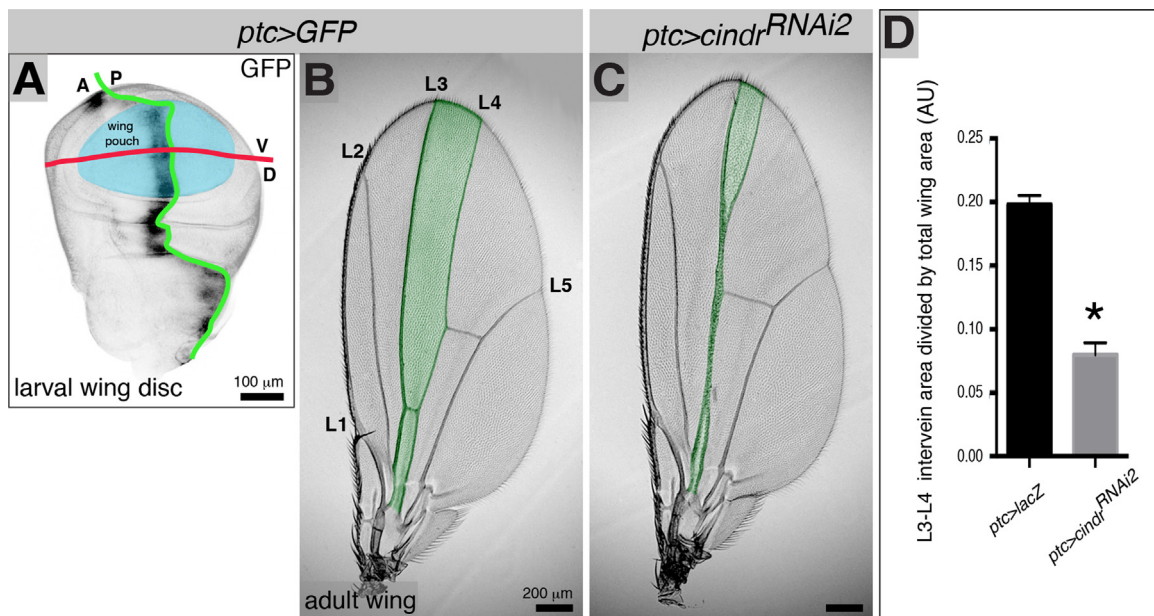 ptc>GFP
ptc>cindr^RNAi2
A
GFP
A
P
wing
pouch
V
D
larval wing disc
100 µm
B
L3
L4
L2
L5
L1
adult wing
200 µm
C
D
L3-L4 intervein area divided by total wing area (AU)
0.25
0.20
0.15
0.10
0.05
0.00
*
ptc>lacZ
ptc>cindr^RNAi2